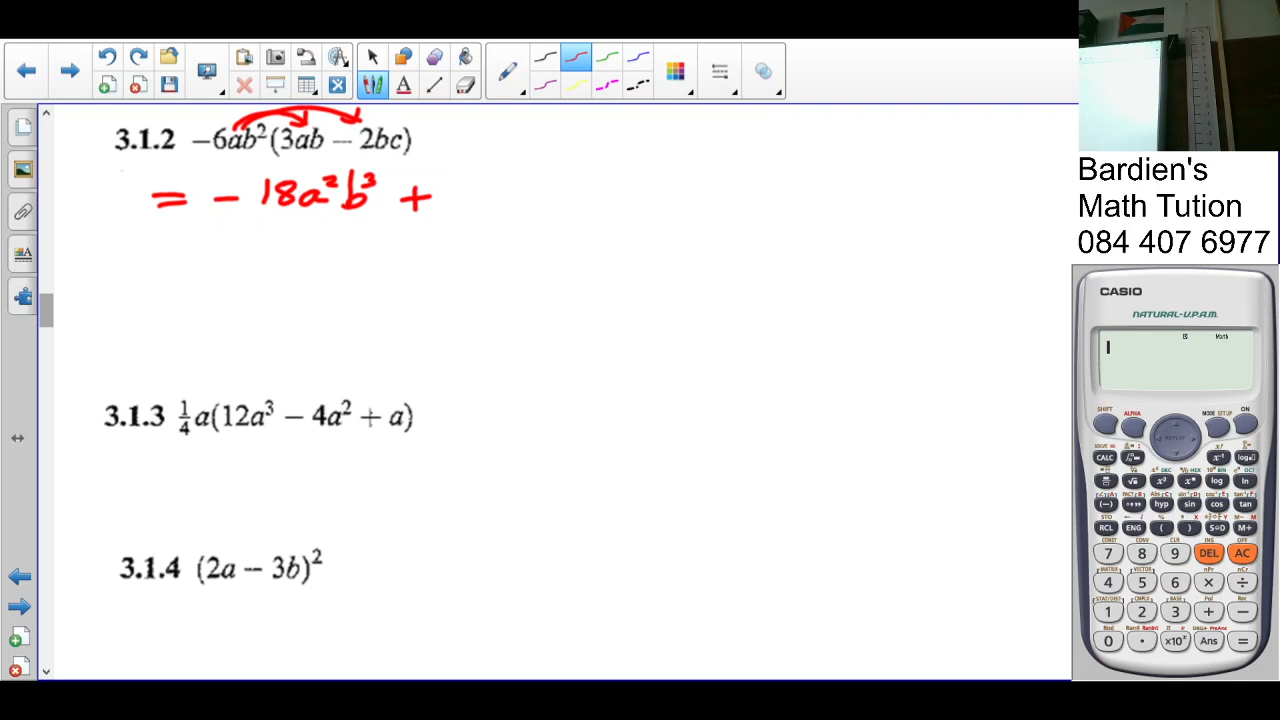 3.1.2 −6ab²(3ab − 2bc)
= − 18a²b³ +
3.1.3 ¼a(12a³ − 4a² + a)
3.1.4 (2a − 3b)²
Bardien's
Math Tution
084 407 6977
CASIO
NATURAL-V.P.A.M.
Math
SHIFT ALPHA MODE SETUP ON
REPLAY
CALC
log ln
(−) hyp sin cos tan
RCL ENG ( ) S⇔D M+
7 8 9 DEL AC
4 5 6 × ÷
1 2 3 + −
0 . ×10ˣ Ans =